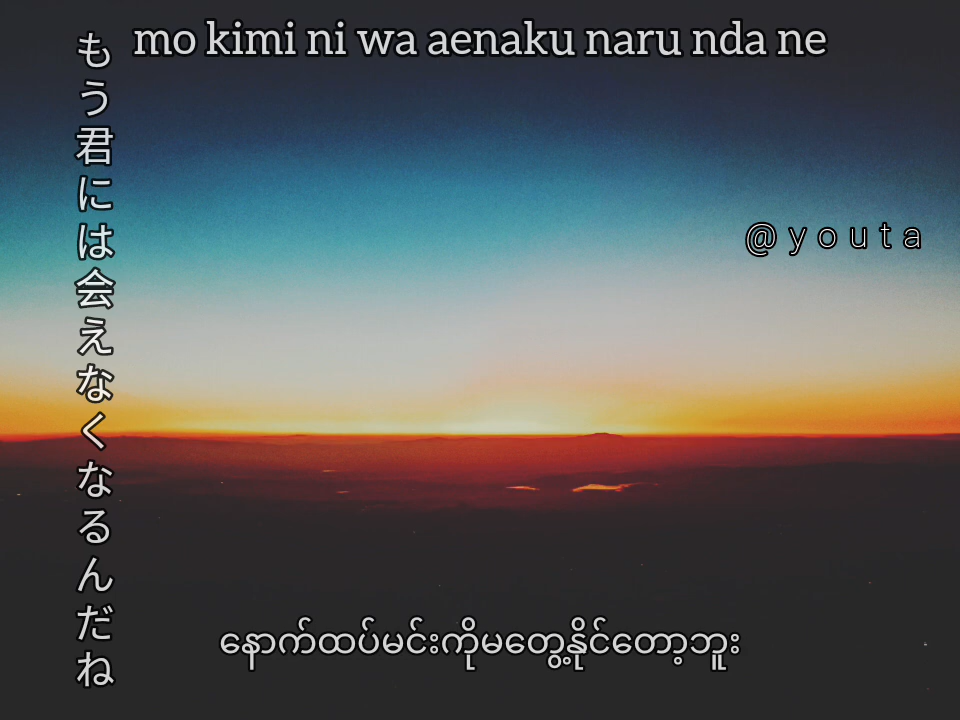 mo kimi ni wa aenaku naru nda ne
もう君には会えなくなるんだね
@youta
နောက်ထပ်မင်းကိုမတွေ့နိုင်တော့ဘူး